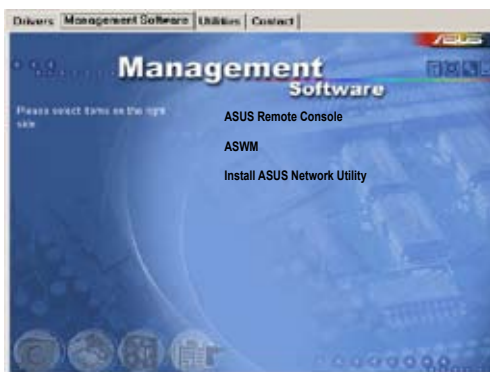 Drivers Management Software Utilities Contact
ASUS
Management
Software
Please select items on the right
side
ASUS Remote Console
ASWM
Install ASUS Network Utility